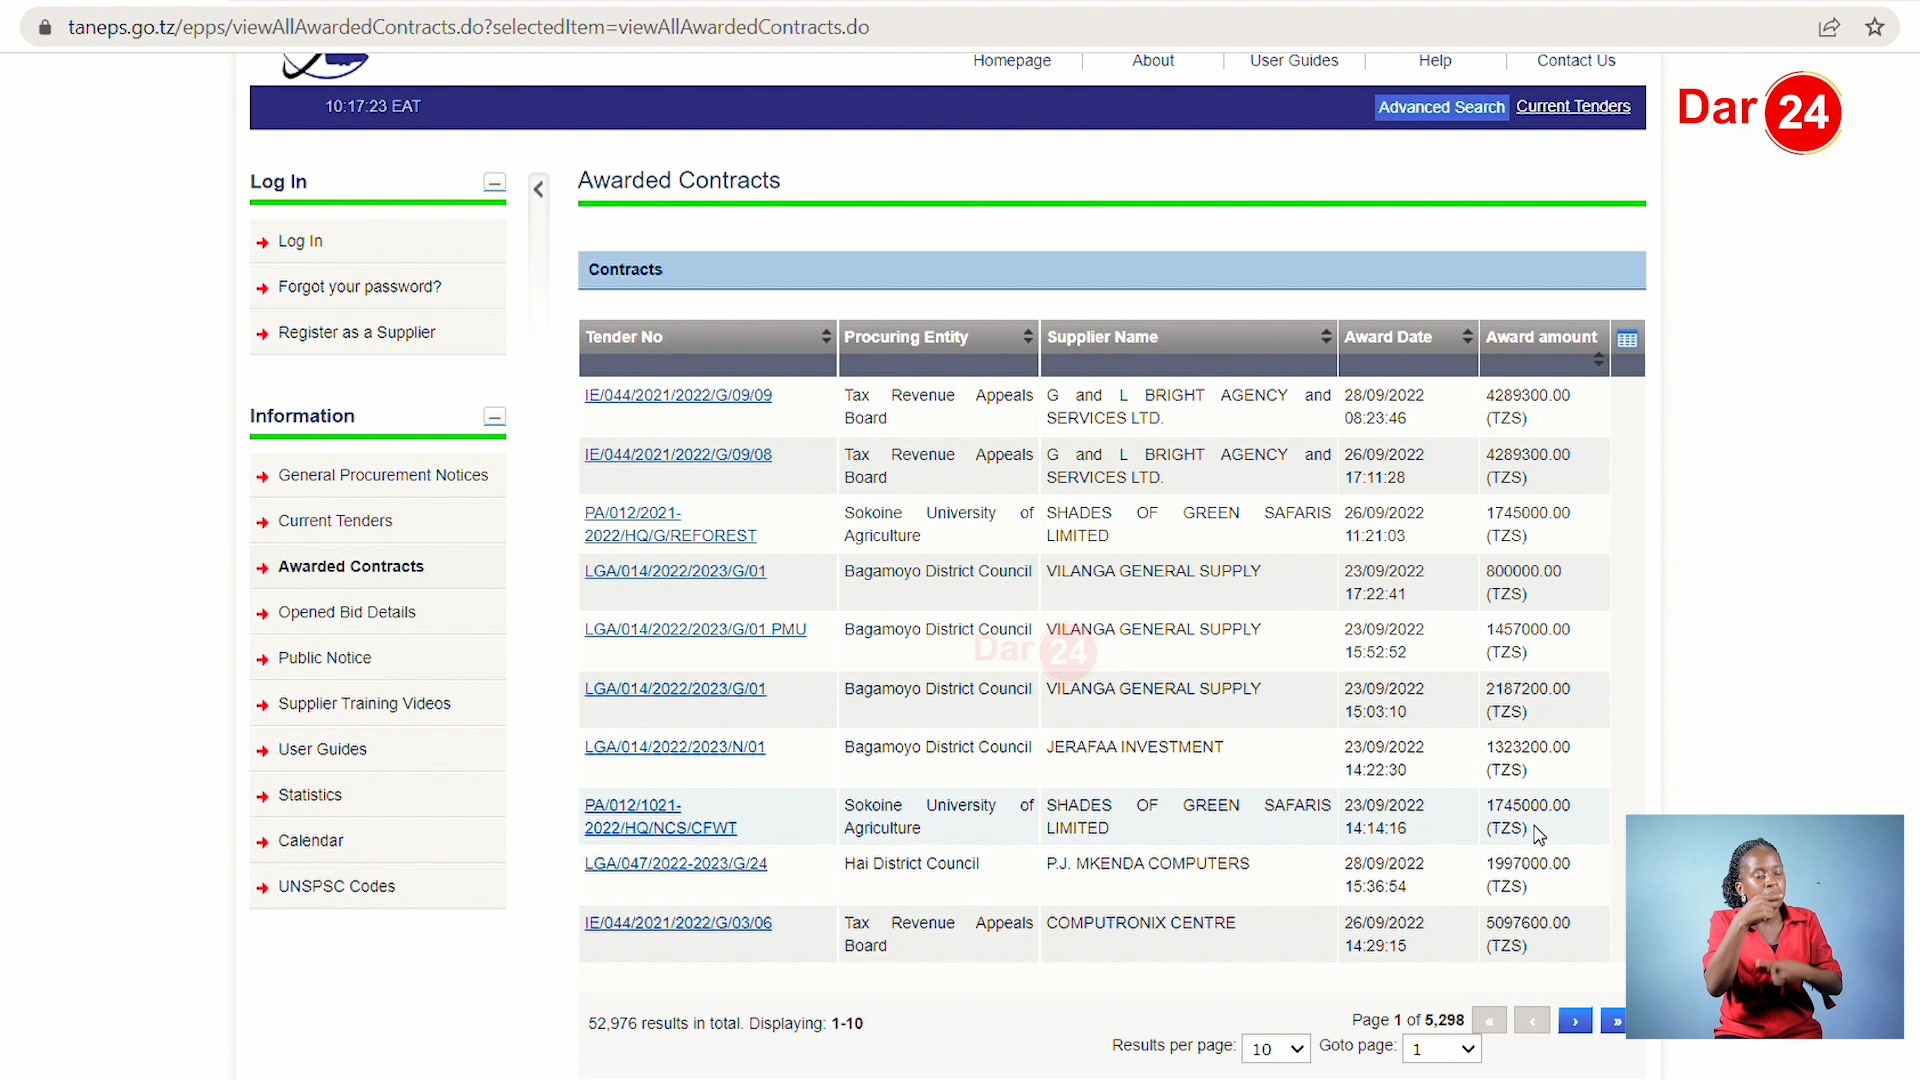 taneps.go.tz/epps/viewAllAwardedContracts.do?selectedItem=viewAllAwardedContracts.do
Homepage
About
User Guides
Help
Contact Us
Dar 24
10:17:23 EAT
Advanced Search
Current Tenders
Log In
Log In
Forgot your password?
Register as a Supplier
Information
General Procurement Notices
Current Tenders
Awarded Contracts
Opened Bid Details
Public Notice
Supplier Training Videos
User Guides
Statistics
Calendar
UNSPSC Codes
Awarded Contracts
Contracts
Tender No Procuring Entity Supplier Name Award Date Award amount
IE/044/2021/2022/G/09/09 Tax Revenue Appeals G and L BRIGHT AGENCY and 28/09/2022 4289300.00
Board SERVICES LTD. 08:23:46 (TZS)
IE/044/2021/2022/G/09/08 Tax Revenue Appeals G and L BRIGHT AGENCY and 26/09/2022 4289300.00
Board SERVICES LTD. 17:11:28 (TZS)
PA/012/2021- Sokoine University of SHADES OF GREEN SAFARIS 26/09/2022 1745000.00
2022/HQ/G/REFOREST Agriculture LIMITED 11:21:03 (TZS)
LGA/014/2022/2023/G/01 Bagamoyo District Council VILANGA GENERAL SUPPLY 23/09/2022 800000.00
17:22:41 (TZS)
LGA/014/2022/2023/G/01 PMU Bagamoyo District Council VILANGA GENERAL SUPPLY 23/09/2022 1457000.00
Dar 24
15:52:52 (TZS)
LGA/014/2022/2023/G/01 Bagamoyo District Council VILANGA GENERAL SUPPLY 23/09/2022 2187200.00
15:03:10 (TZS)
LGA/014/2022/2023/N/01 Bagamoyo District Council JERAFAA INVESTMENT 23/09/2022 1323200.00
14:22:30 (TZS)
PA/012/1021- Sokoine University of SHADES OF GREEN SAFARIS 23/09/2022 1745000.00
2022/HQ/NCS/CFWT Agriculture LIMITED 14:14:16 (TZS)
LGA/047/2022-2023/G/24 Hai District Council P.J. MKENDA COMPUTERS 28/09/2022 1997000.00
15:36:54 (TZS)
IE/044/2021/2022/G/03/06 Tax Revenue Appeals COMPUTRONIX CENTRE 26/09/2022 5097600.00
Board 14:29:15 (TZS)
52,976 results in total. Displaying: 1-10
Page 1 of 5,298 « ‹ › »
Results per page: 10 Goto page: 1